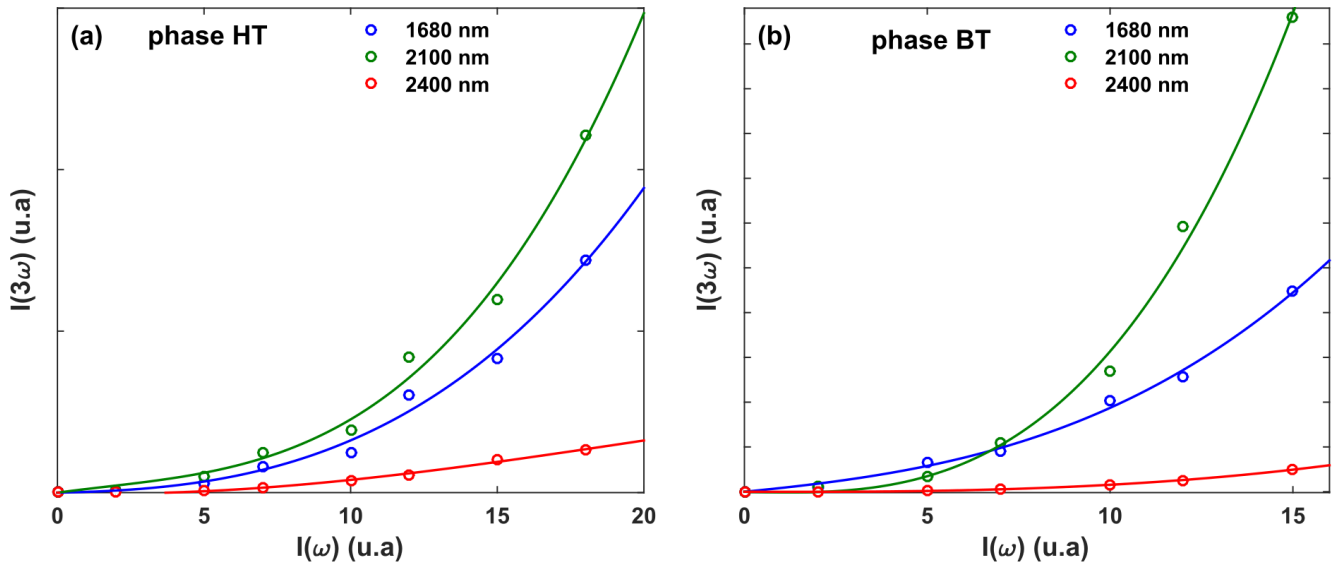 (a) phase HT
1680 nm
2100 nm
2400 nm
I(3ω) (u.a)
0 5 10 15 20
I(ω) (u.a)
(b) phase BT
1680 nm
2100 nm
2400 nm
I(3ω) (u.a)
0 5 10 15
I(ω) (u.a)